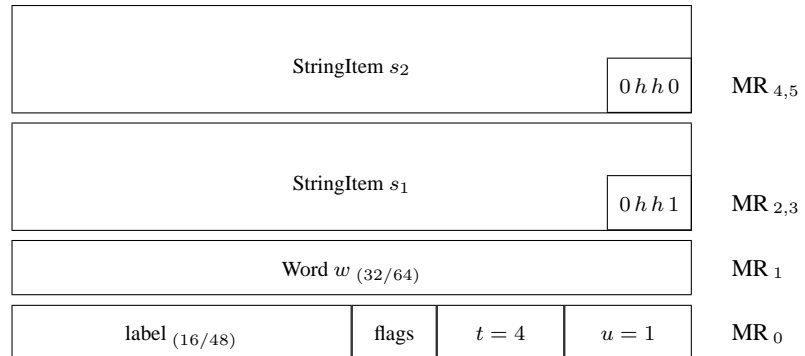 StringItem s₂
0 h h 0
MR 4,5
StringItem s₁
0 h h 1
MR 2,3
Word w (32/64)
MR 1
label (16/48) flags t = 4 u = 1 MR 0